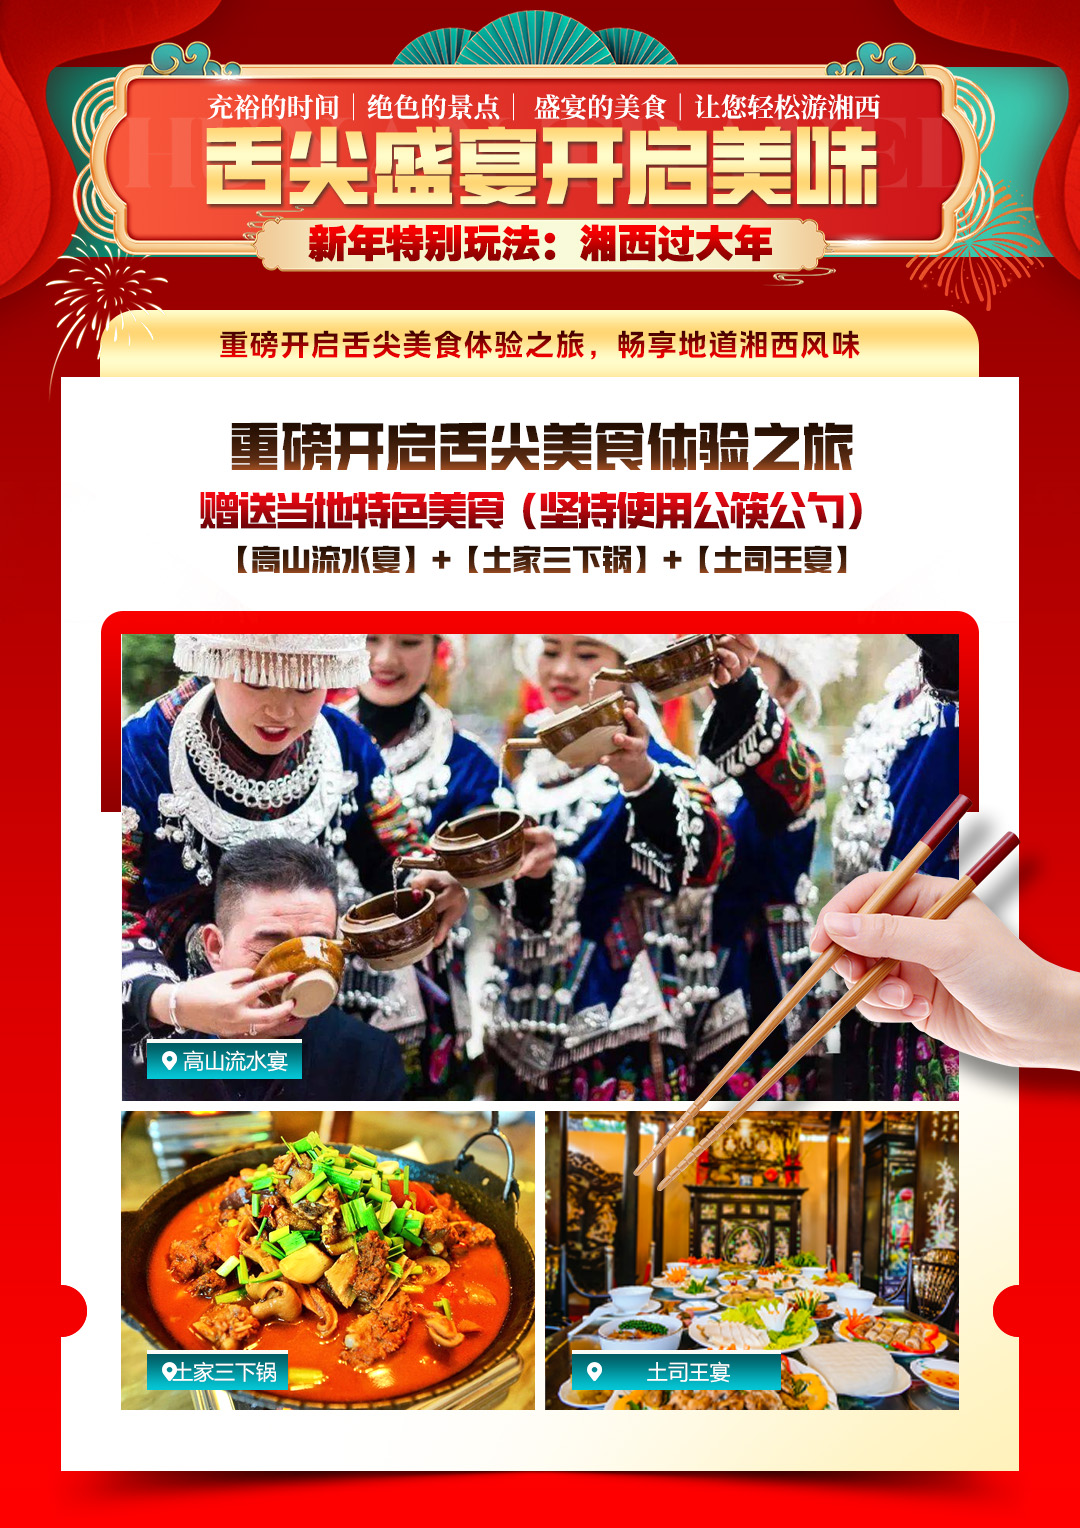 充裕的时间｜绝色的景点｜ 盛宴的美食｜让您轻松游湘西
舌尖盛宴开启美味
新年特别玩法：湘西过大年
重磅开启舌尖美食体验之旅，畅享地道湘西风味
重磅开启舌尖美食体验之旅
赠送当地特色美食（坚持使用公筷公勺）
【高山流水宴】+【土家三下锅】+【土司王宴】
高山流水宴
土家三下锅
土司王宴